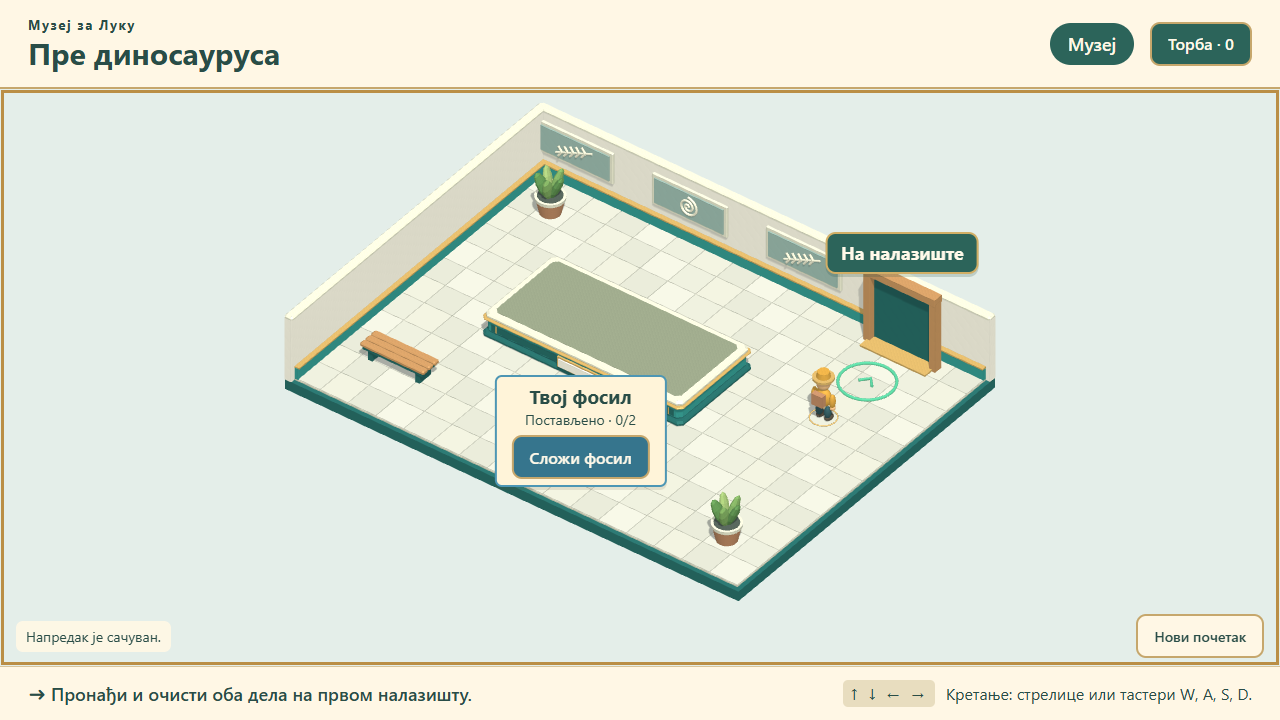 Музеј за Луку
Пре диносауруса
Музеј
Торба · 0
На налазиште
Твој фосил
Постављено · 0/2
Сложи фосил
Напредак је сачуван.
Нови почетак
→ Пронађи и очисти оба дела на првом налазишту.
↑ ↓ ← → Кретање: стрелице или тастери W, A, S, D.